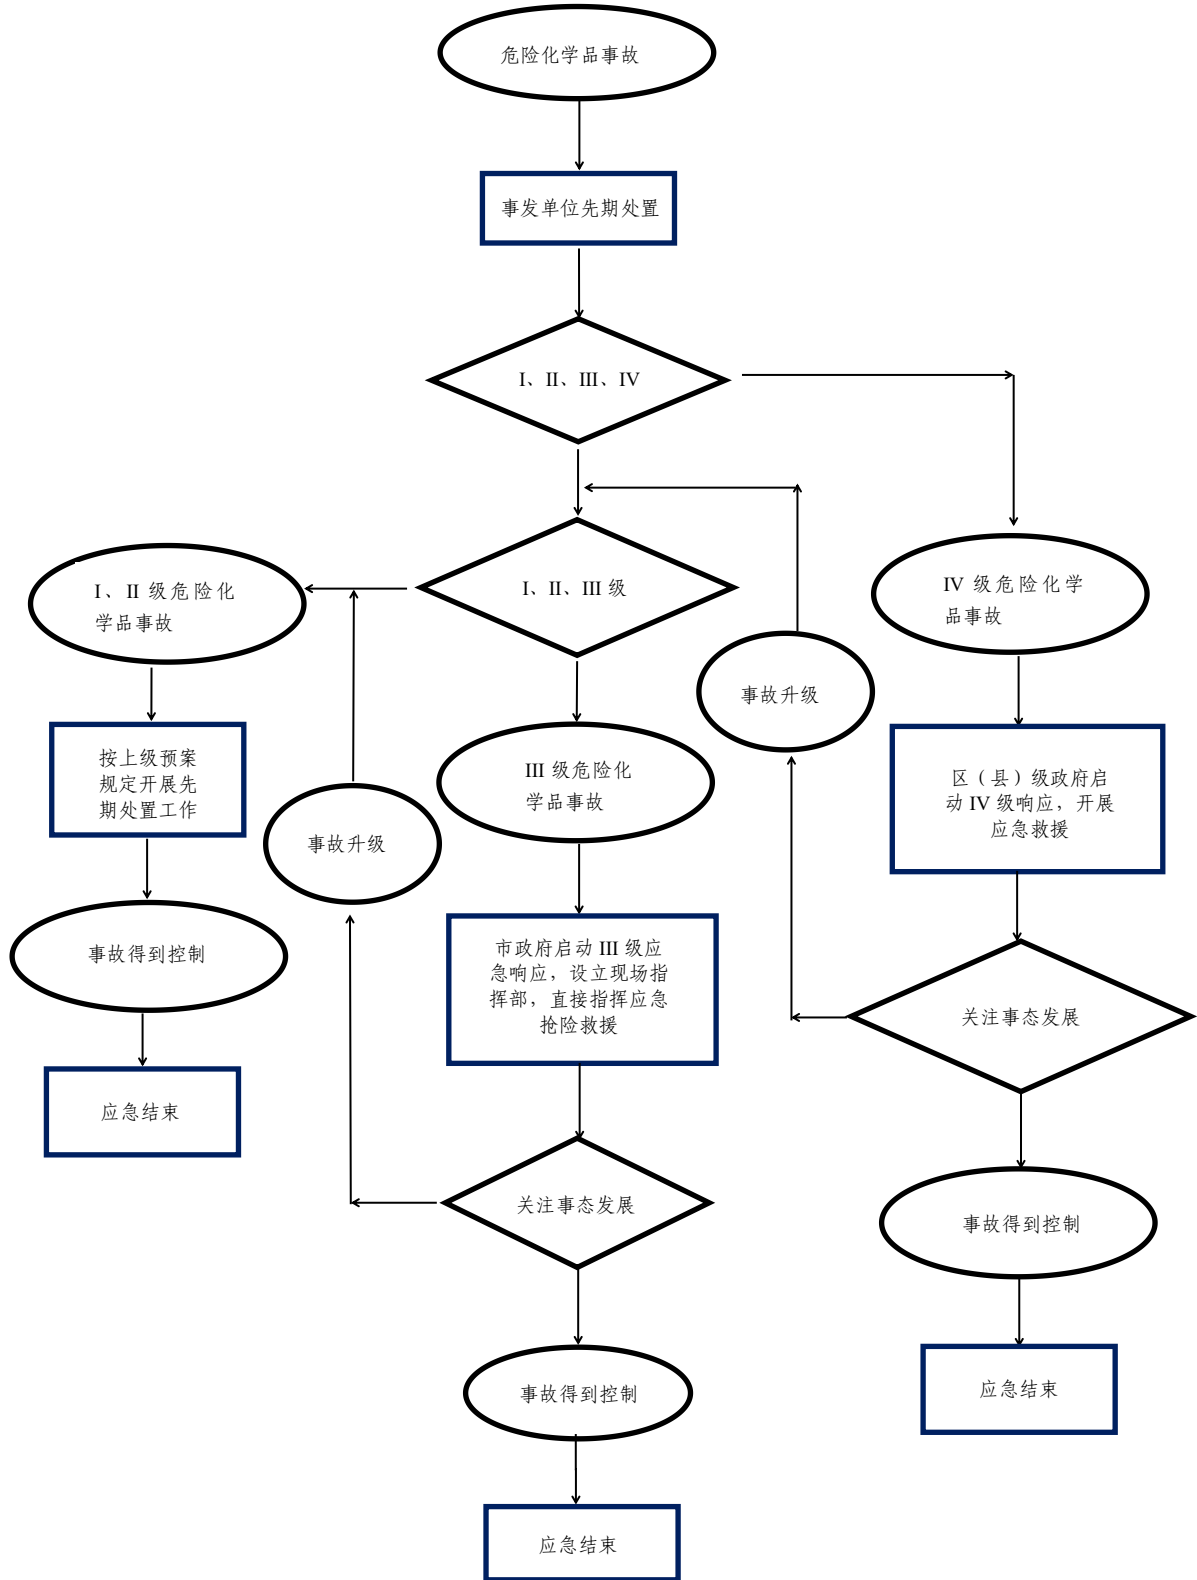 危险化学品事故
事发单位先期处置
I、II、III、IV
I、II、III 级
I、II 级危险化
学品事故
IV 级危险化学
品事故
事故升级
按上级预案
规定开展先
期处置工作
III 级危险化
学品事故
区（县）级政府启
动 IV 级响应，开展
应急救援
事故升级
事故得到控制
市政府启动 III 级应
急响应，设立现场指
挥部，直接指挥应急
抢险救援
关注事态发展
应急结束
关注事态发展
事故得到控制
事故得到控制
应急结束
应急结束